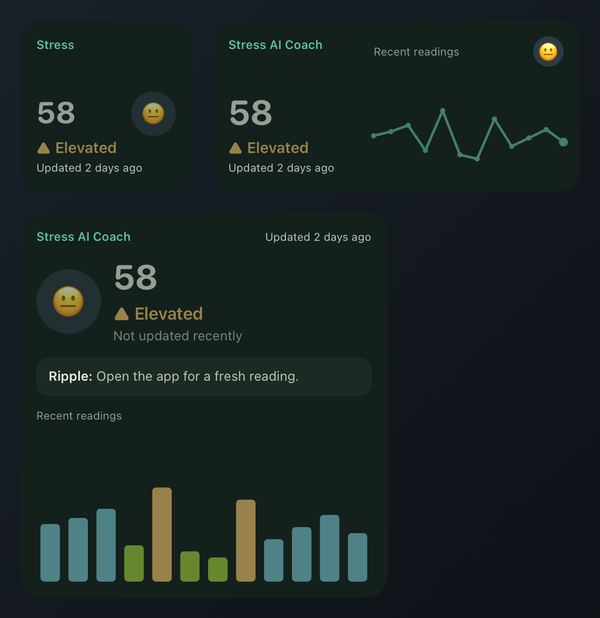 Stress
58
Elevated
Updated 2 days ago
Stress AI Coach
Recent readings
58
Elevated
Updated 2 days ago
Stress AI Coach
Updated 2 days ago
58
Elevated
Not updated recently
Ripple: Open the app for a fresh reading.
Recent readings